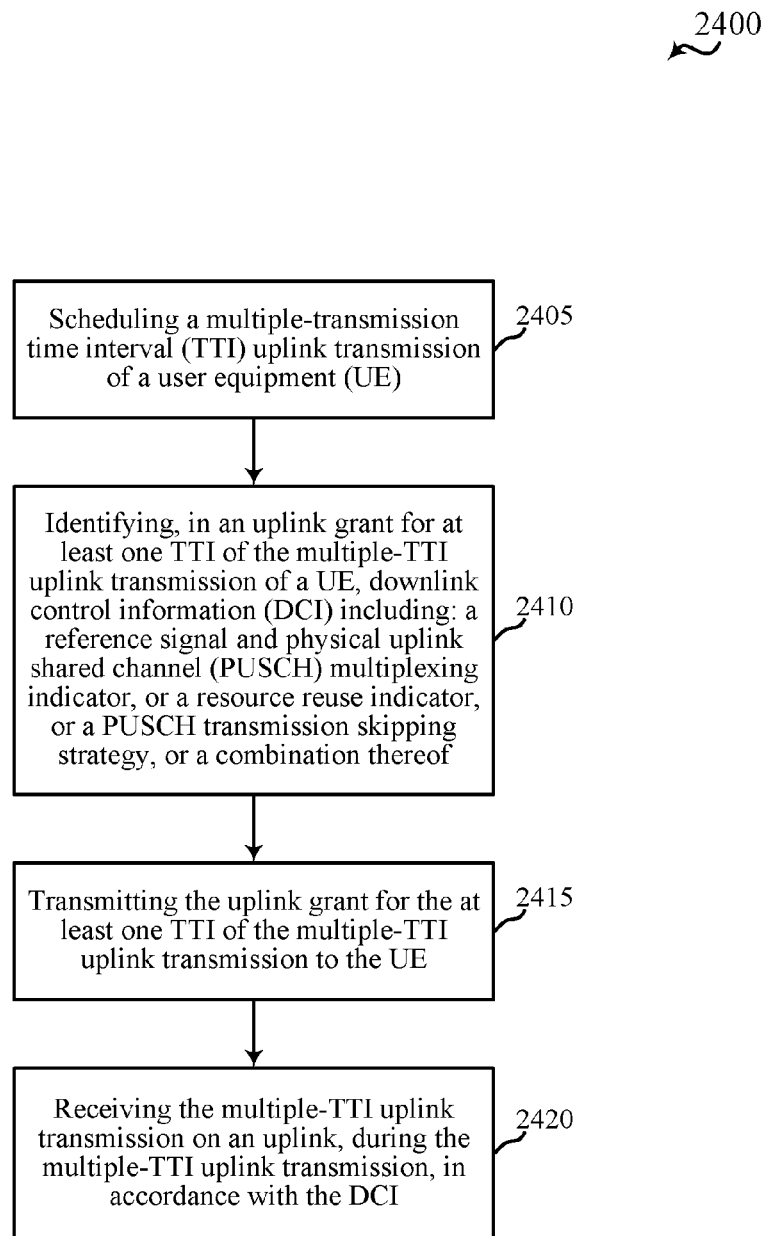 2400
Scheduling a multiple-transmission
time interval (TTI) uplink transmission
of a user equipment (UE)
2405
Identifying, in an uplink grant for at
least one TTI of the multiple-TTI
uplink transmission of a UE, downlink
control information (DCI) including: a
reference signal and physical uplink
shared channel (PUSCH) multiplexing
indicator, or a resource reuse indicator,
or a PUSCH transmission skipping
strategy, or a combination thereof
2410
Transmitting the uplink grant for the at
least one TTI of the multiple-TTI
uplink transmission to the UE
2415
Receiving the multiple-TTI uplink
transmission on an uplink, during the
multiple-TTI uplink transmission, in
accordance with the DCI
2420